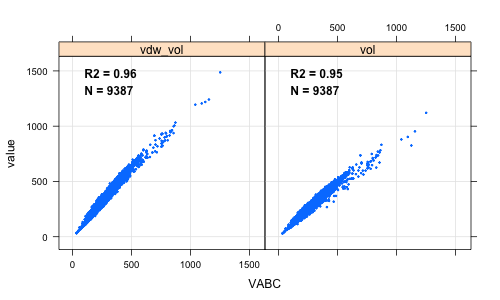 0 500 1000 1500
vdw_vol vol
R2 = 0.96 R2 = 0.95
N = 9387 N = 9387
1500
1000
500
0
value
0 500 1000 1500
VABC